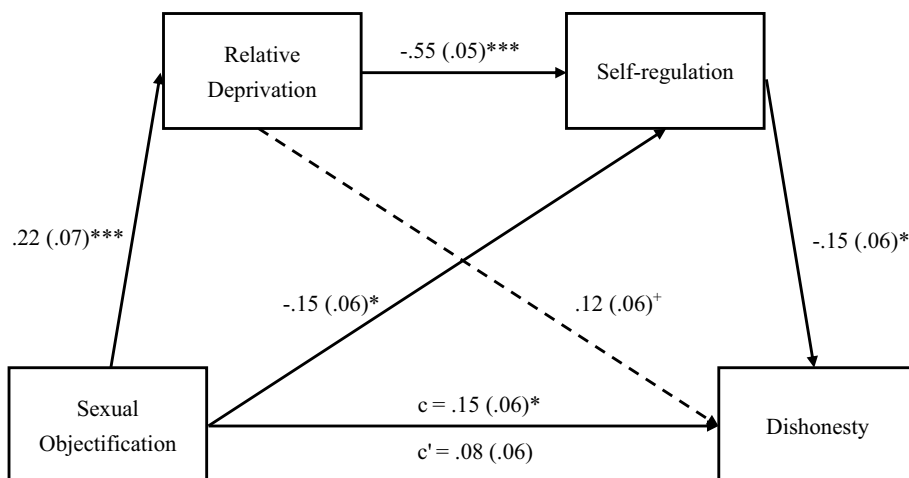 Relative
Deprivation
-.55 (.05)***
Self-regulation
.22 (.07)***
-.15 (.06)*
-.15 (.06)*
.12 (.06)⁺
Sexual
Objectification
c = .15 (.06)*
c' = .08 (.06)
Dishonesty